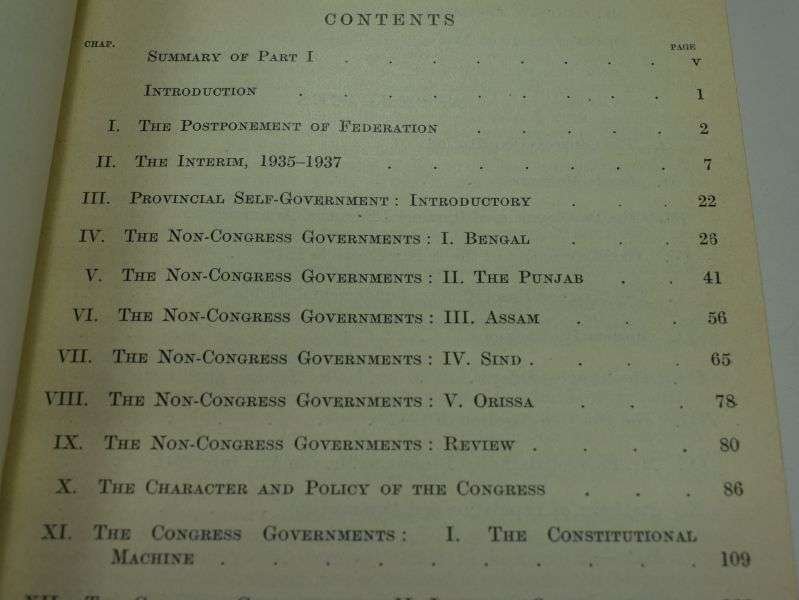 CONTENTS
CHAP. PAGE
SUMMARY OF PART I . . . . . . . . v
INTRODUCTION . . . . . . . . . 1
I. THE POSTPONEMENT OF FEDERATION . . . . . 2
II. THE INTERIM, 1935–1937 . . . . . . . 7
III. PROVINCIAL SELF-GOVERNMENT : INTRODUCTORY . . . 22
IV. THE NON-CONGRESS GOVERNMENTS : I. BENGAL . . . 26
V. THE NON-CONGRESS GOVERNMENTS : II. THE PUNJAB . . 41
VI. THE NON-CONGRESS GOVERNMENTS : III. ASSAM . . . 56
VII. THE NON-CONGRESS GOVERNMENTS : IV. SIND . . . . 65
VIII. THE NON-CONGRESS GOVERNMENTS : V. ORISSA . . . 78
IX. THE NON-CONGRESS GOVERNMENTS : REVIEW . . . . 80
X. THE CHARACTER AND POLICY OF THE CONGRESS . . . 86
XI. THE CONGRESS GOVERNMENTS : I. THE CONSTITUTIONAL
MACHINE . . . . . . . . . . 109